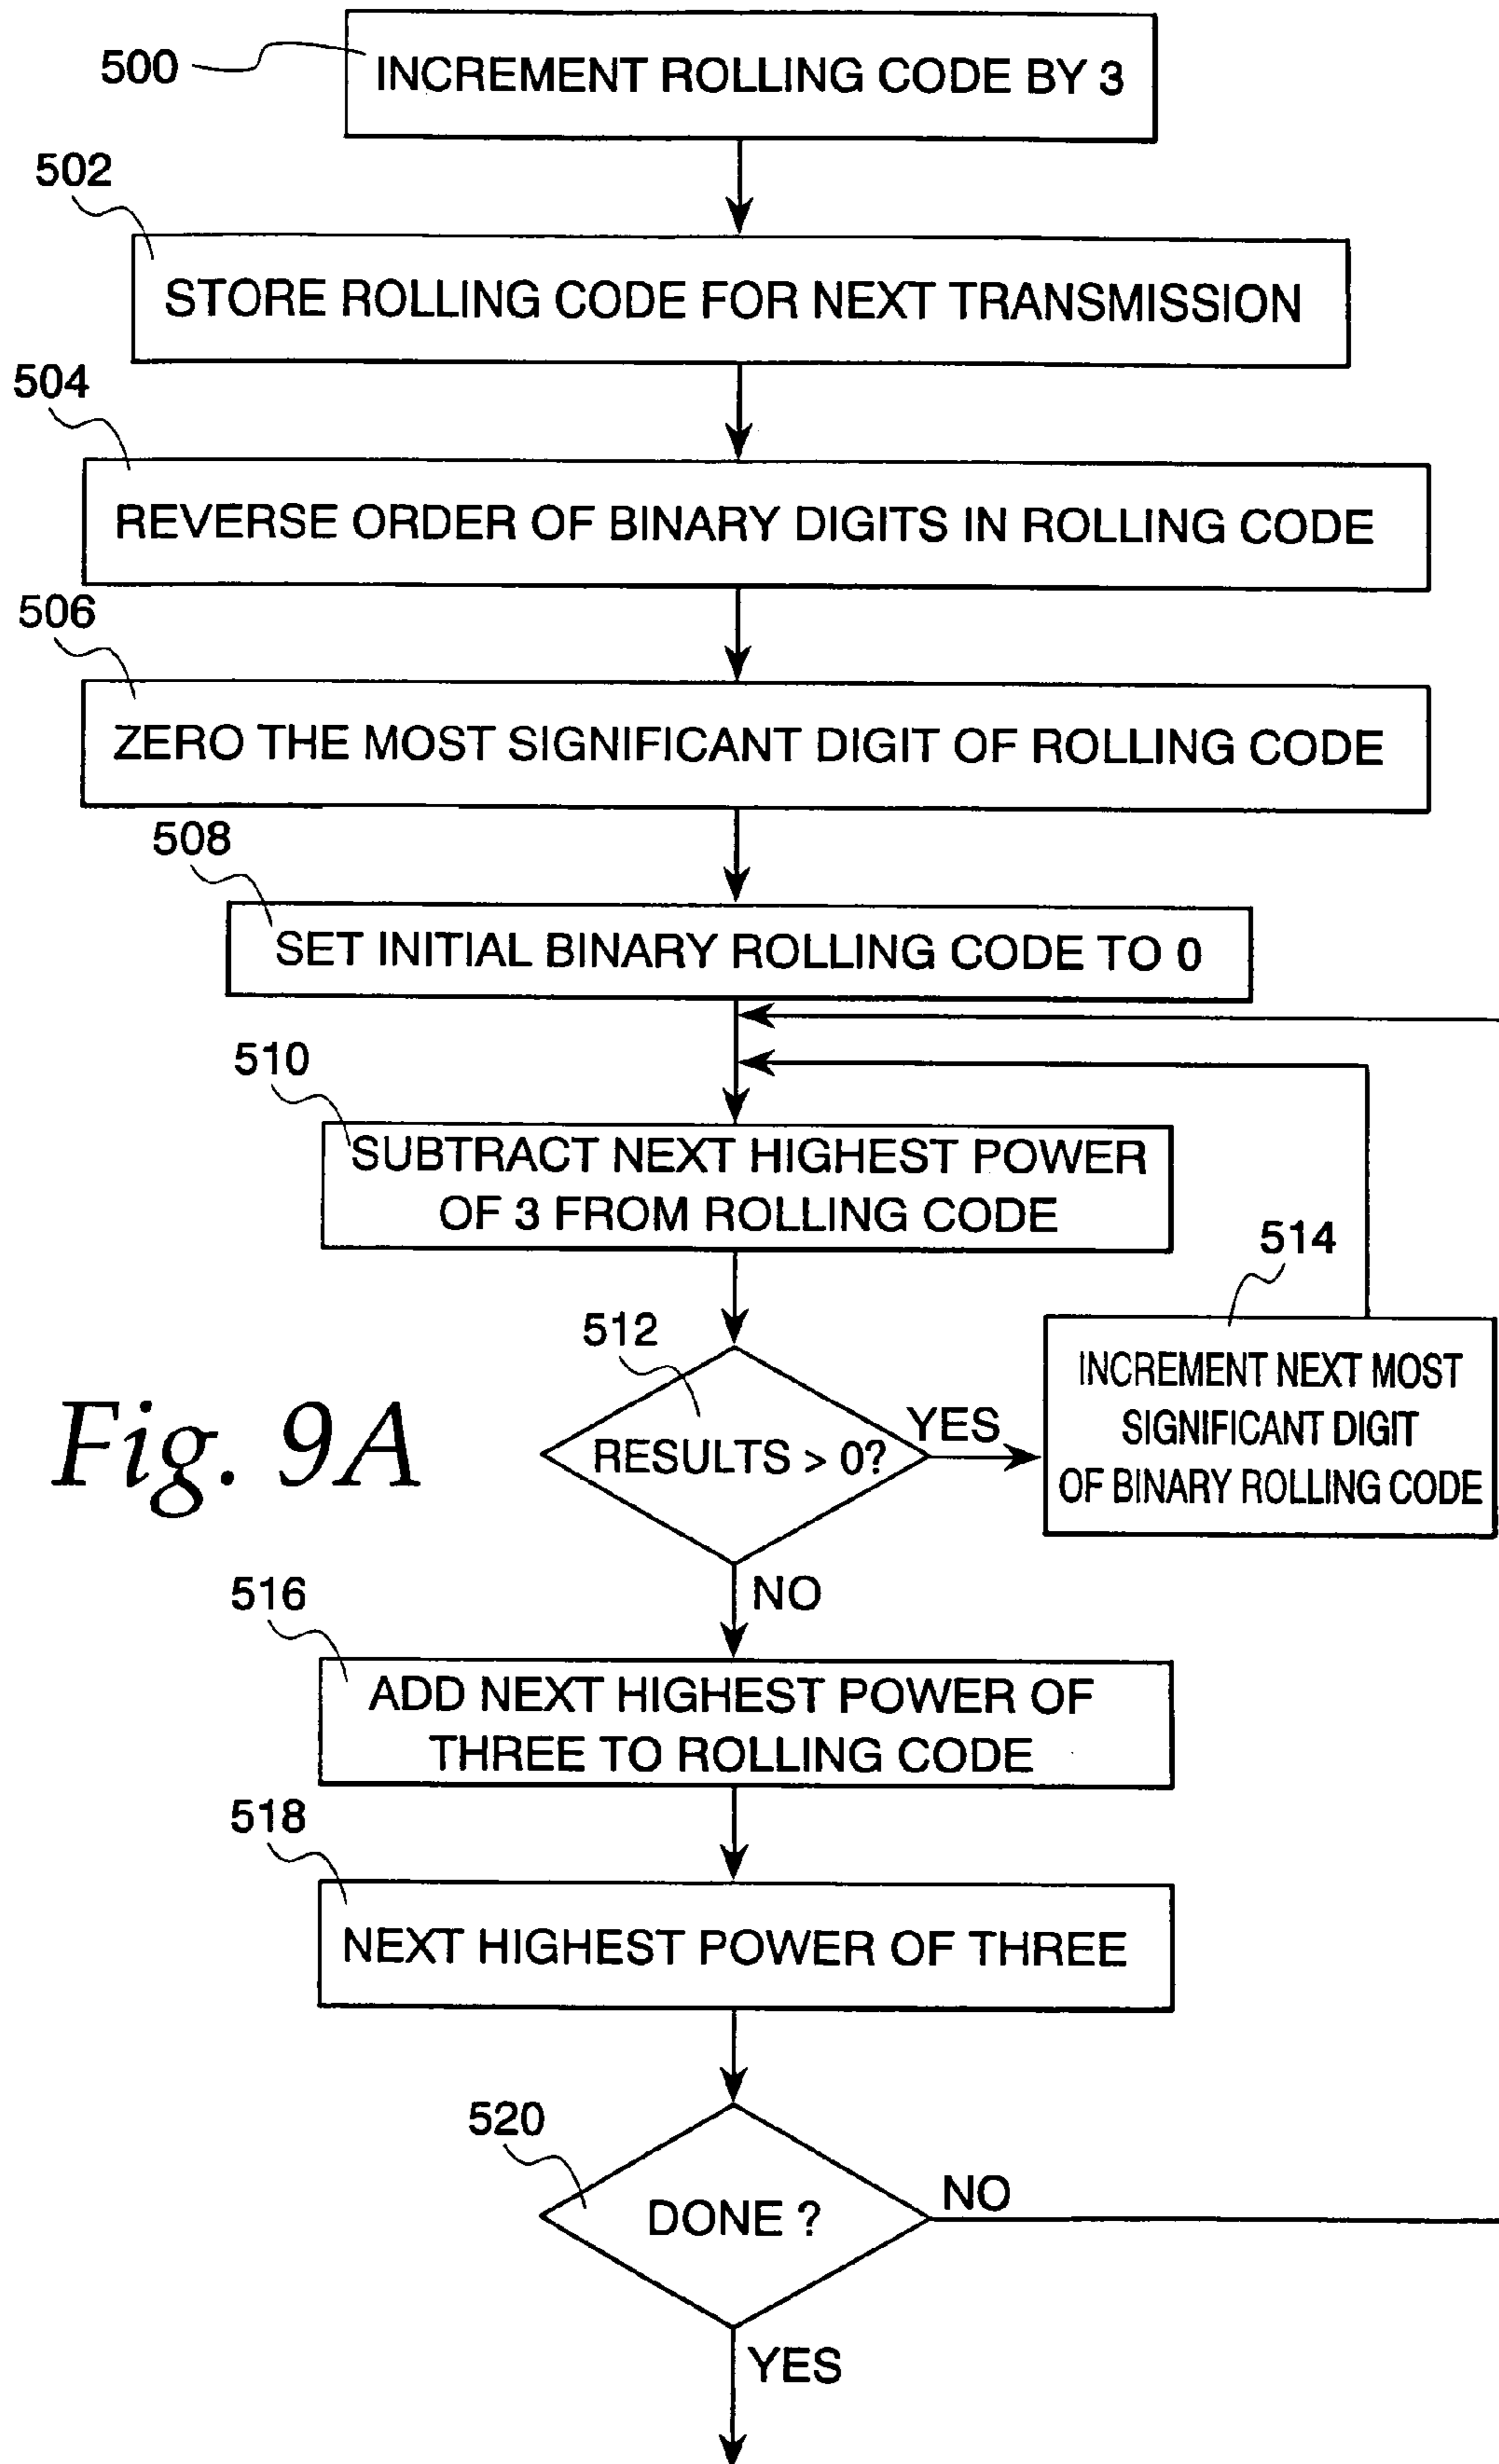 500
INCREMENT ROLLING CODE BY 3
502
STORE ROLLING CODE FOR NEXT TRANSMISSION
504
REVERSE ORDER OF BINARY DIGITS IN ROLLING CODE
506
ZERO THE MOST SIGNIFICANT DIGIT OF ROLLING CODE
508
SET INITIAL BINARY ROLLING CODE TO 0
510
SUBTRACT NEXT HIGHEST POWER
OF 3 FROM ROLLING CODE
512
RESULTS > 0?
YES
514
INCREMENT NEXT MOST
SIGNIFICANT DIGIT
OF BINARY ROLLING CODE
Fig. 9A
NO
516
ADD NEXT HIGHEST POWER OF
THREE TO ROLLING CODE
518
NEXT HIGHEST POWER OF THREE
520
DONE ?
NO
YES